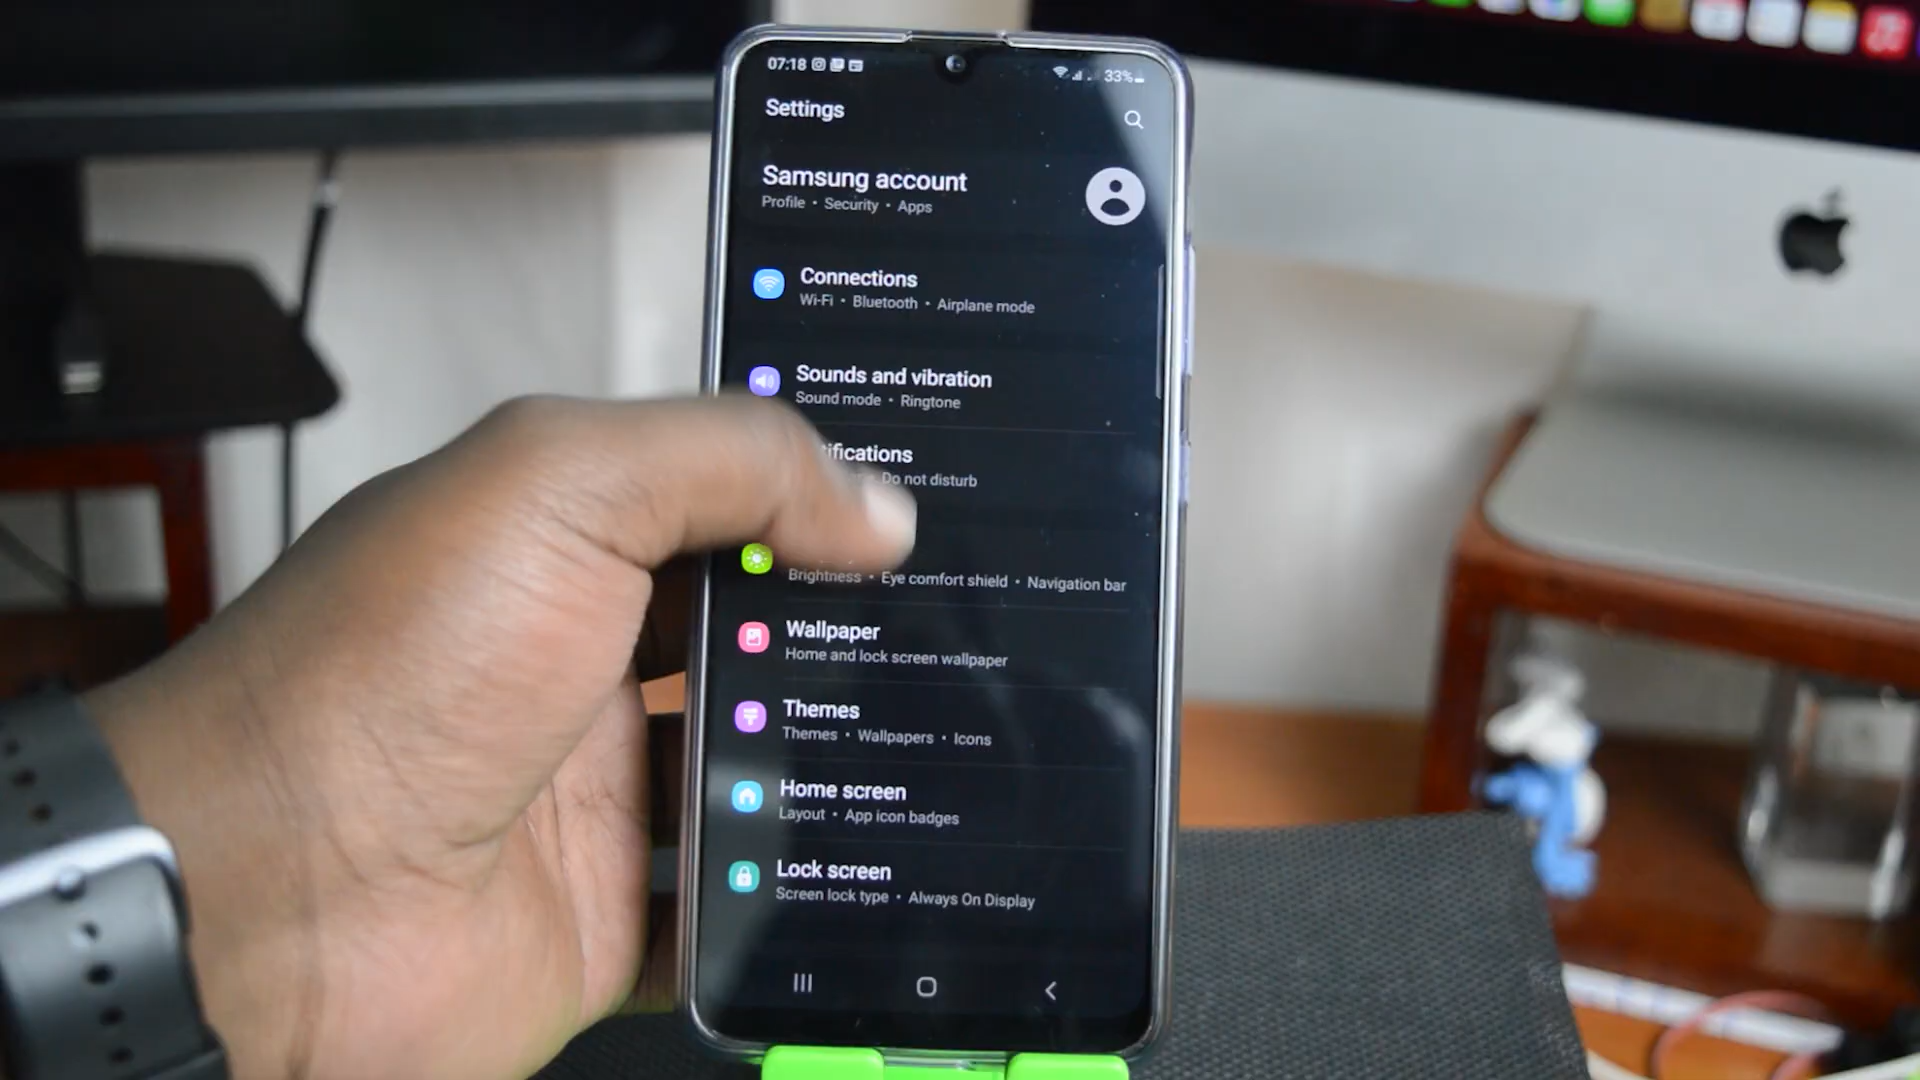 07:18
33%
Settings
Samsung account
Profile • Security • Apps
Connections
Wi-Fi • Bluetooth • Airplane mode
Sounds and vibration
Sound mode • Ringtone
tifications
Do not disturb
Brightness • Eye comfort shield • Navigation bar
Wallpaper
Home and lock screen wallpaper
Themes
Themes • Wallpapers • Icons
Home screen
Layout • App icon badges
Lock screen
Screen lock type • Always On Display